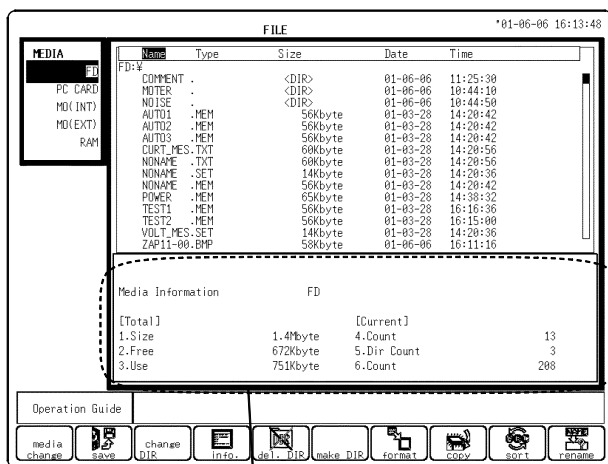 FILE
'01-06-06 16:13:48
MEDIA
FD
PC CARD
MO(INT)
MO(EXT)
RAM
Name Type Size Date Time
FD:¥
COMMENT . <DIR> 01-06-06 11:25:30
MOTER . <DIR> 01-06-06 10:44:10
NOISE . <DIR> 01-06-06 10:44:50
AUTO1 .MEM 56Kbyte 01-03-28 14:20:42
AUTO2 .MEM 56Kbyte 01-03-28 14:20:42
AUTO3 .MEM 56Kbyte 01-03-28 14:20:42
CURT_MES.TXT 60Kbyte 01-03-28 14:20:56
NONAME .TXT 60Kbyte 01-03-28 14:20:56
NONAME .SET 14Kbyte 01-03-28 14:20:36
NONAME .MEM 56Kbyte 01-03-28 14:20:42
POWER .MEM 65Kbyte 01-03-28 14:38:32
TEST1 .MEM 56Kbyte 01-03-28 16:16:36
TEST2 .MEM 56Kbyte 01-03-28 16:15:00
VOLT_MES.SET 14Kbyte 01-03-28 14:20:36
ZAP11-00.BMP 58Kbyte 01-06-06 16:11:16
Media Information FD
[Total] [Current]
1.Size 1.4Mbyte 4.Count 13
2.Free 672Kbyte 5.Dir Count 3
3.Use 751Kbyte 6.Count 208
Operation Guide
media change
save
change DIR
info.
del. DIR
make DIR
format
copy
sort
rename